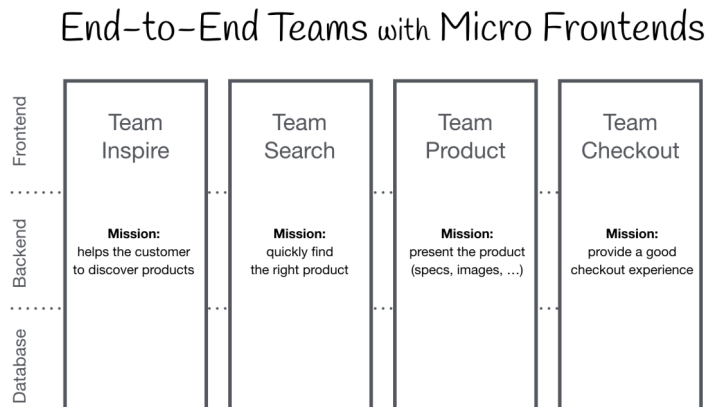 End-to-End Teams with Micro Frontends
Frontend
Team
Inspire
Team
Search
Team
Product
Team
Checkout
Backend
Mission:
helps the customer
to discover products
Mission:
quickly find
the right product
Mission:
present the product
(specs, images, …)
Mission:
provide a good
checkout experience
Database